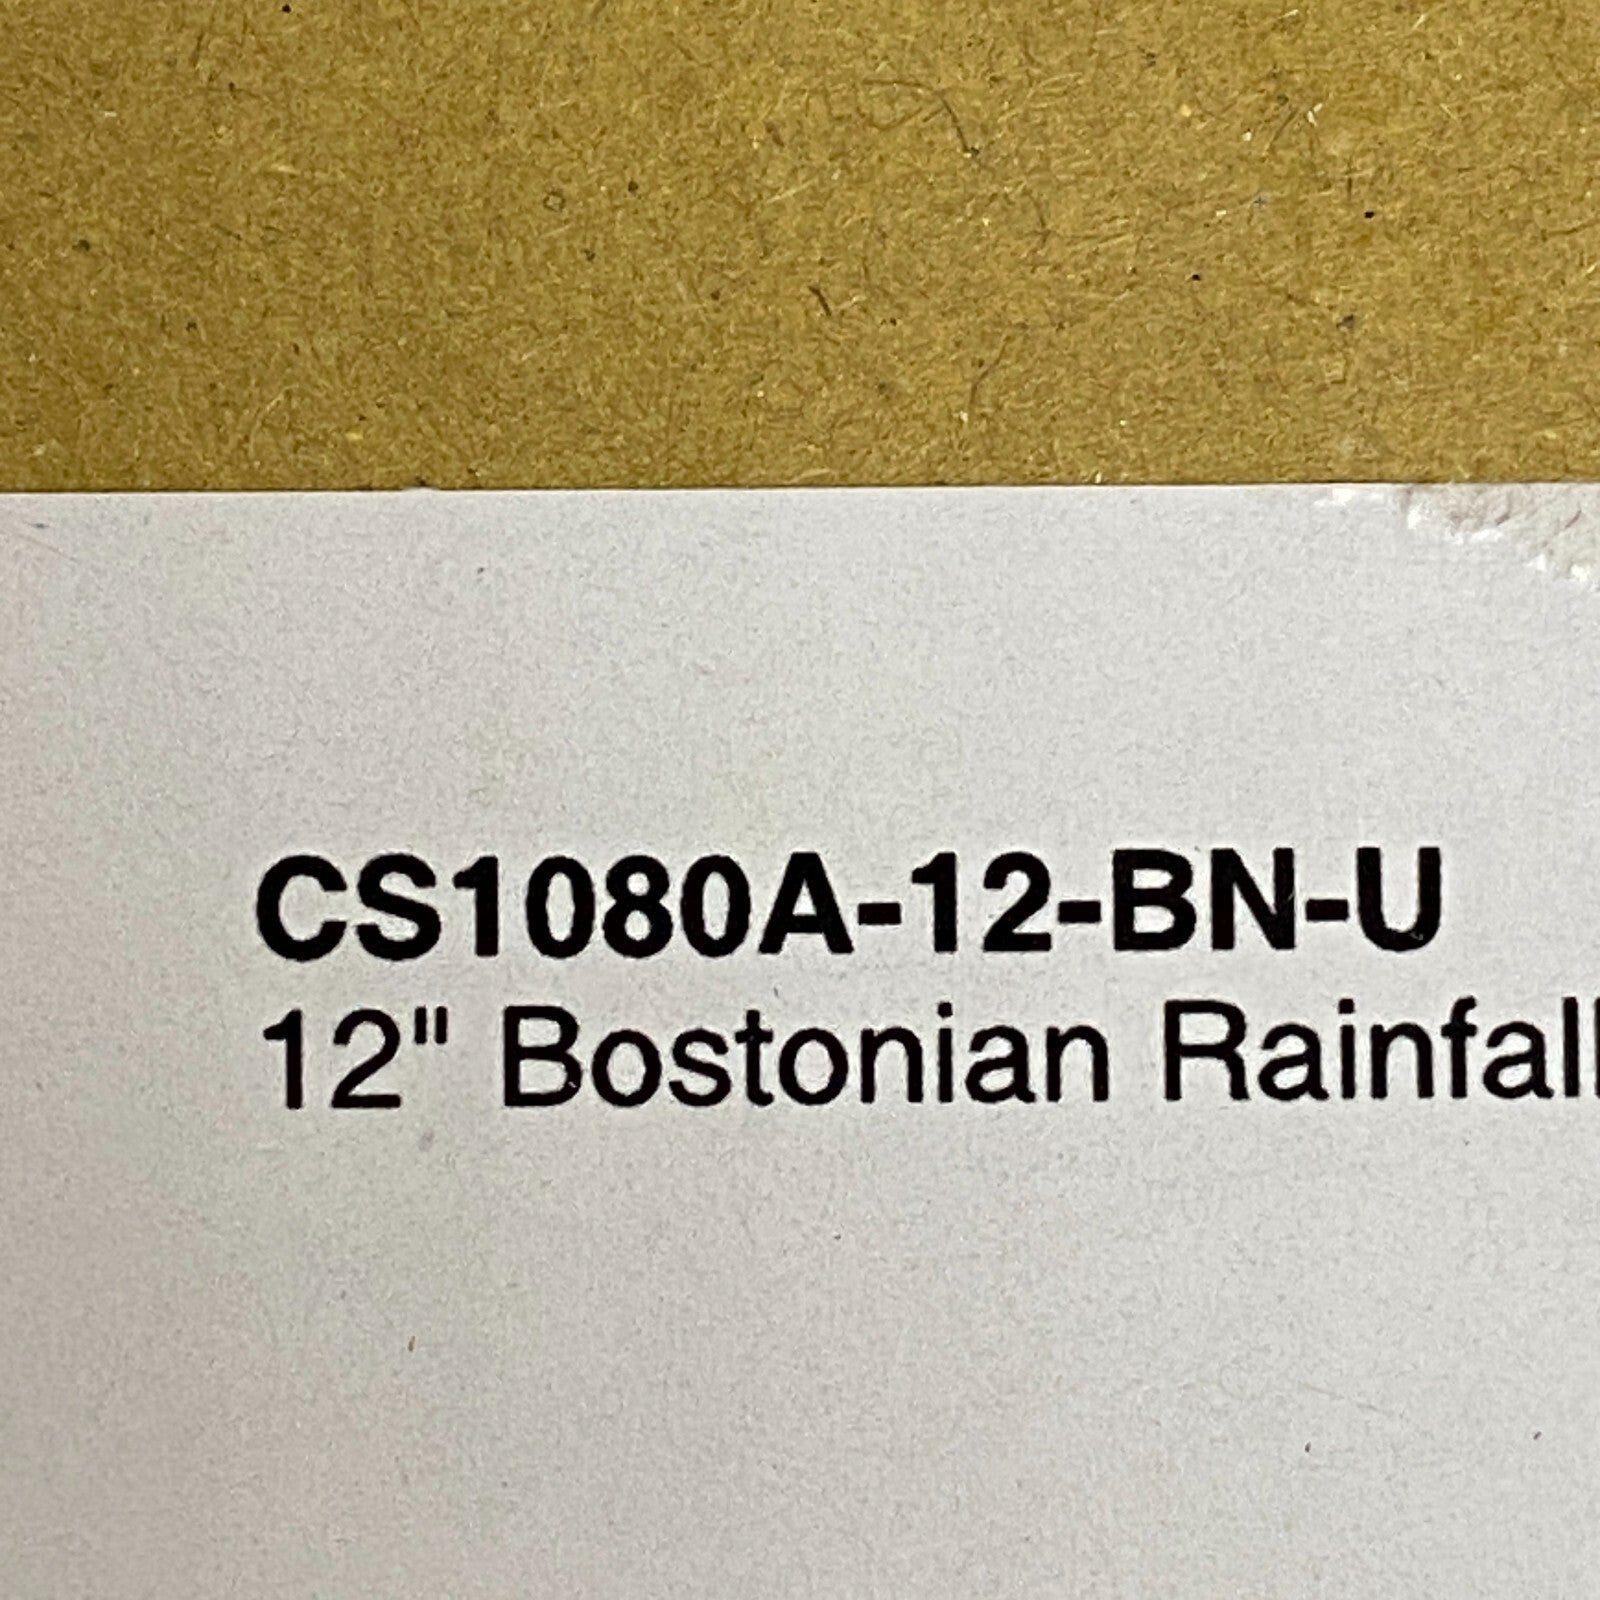 CS1080A-12-BN-U
12" Bostonian Rainfall